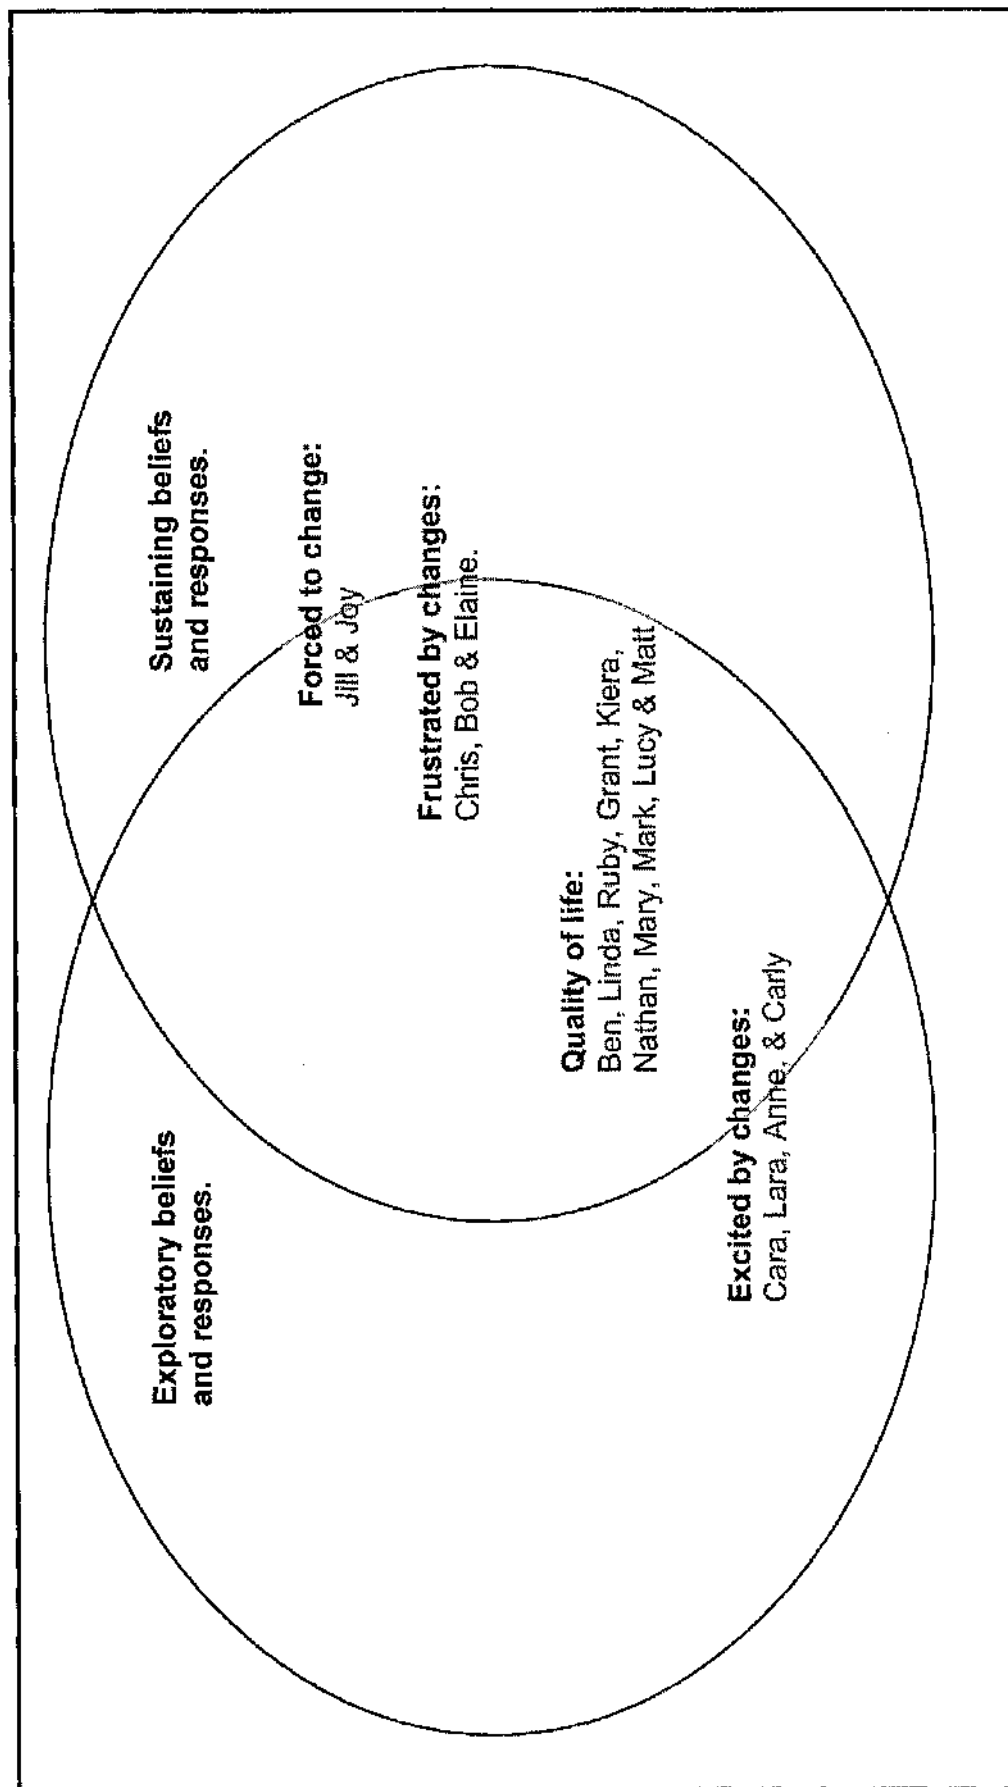 Exploratory beliefs
and responses.
Sustaining beliefs
and responses.
Forced to change:
Jill & Joy
Frustrated by changes:
Chris, Bob & Elaine.
Quality of life:
Ben, Linda, Ruby, Grant, Kiera,
Nathan, Mary, Mark, Lucy & Matt
Excited by changes:
Cara, Lara, Anne, & Carly